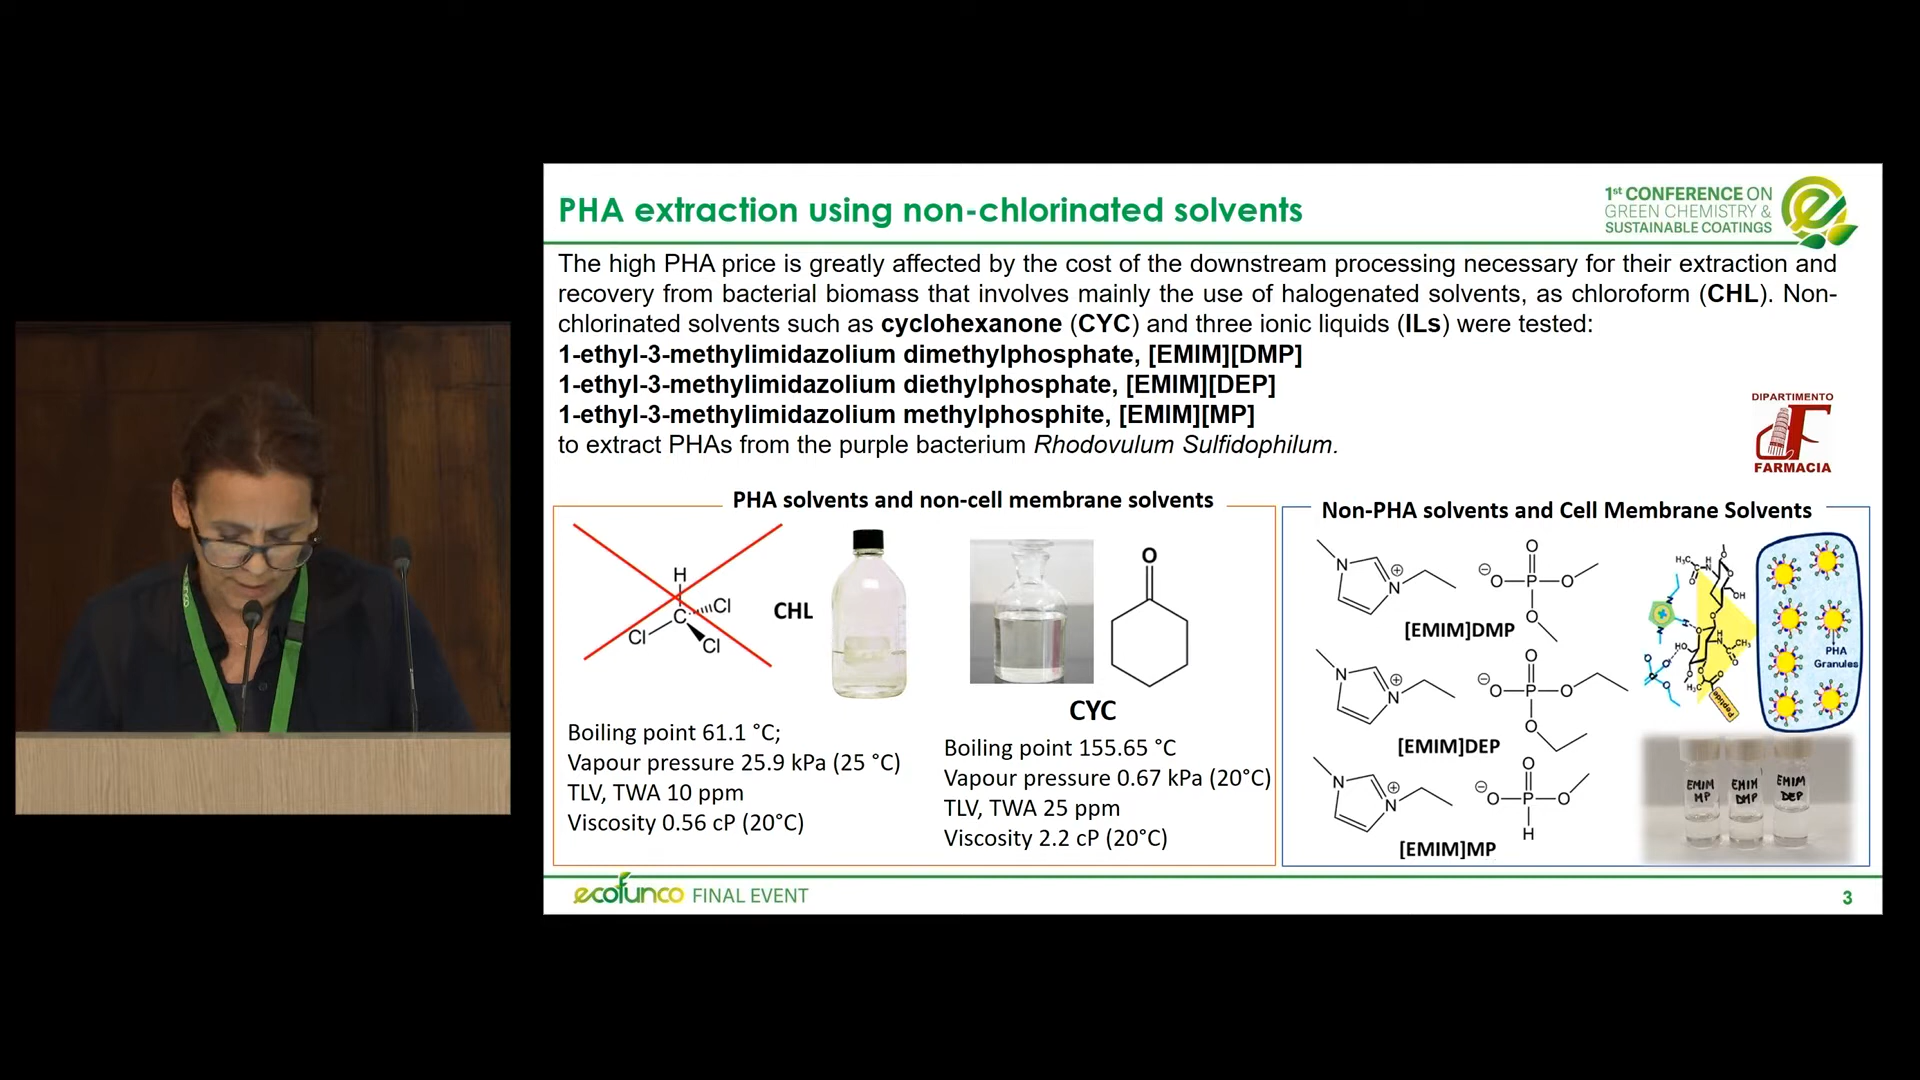 PHA extraction using non-chlorinated solvents
1st CONFERENCE ON
GREEN CHEMISTRY &
SUSTAINABLE COATINGS
The high PHA price is greatly affected by the cost of the downstream processing necessary for their extraction and
recovery from bacterial biomass that involves mainly the use of halogenated solvents, as chloroform (CHL). Non-
chlorinated solvents such as cyclohexanone (CYC) and three ionic liquids (ILs) were tested:
1-ethyl-3-methylimidazolium dimethylphosphate, [EMIM][DMP]
1-ethyl-3-methylimidazolium diethylphosphate, [EMIM][DEP]
1-ethyl-3-methylimidazolium methylphosphite, [EMIM][MP]
to extract PHAs from the purple bacterium Rhodovulum Sulfidophilum.
DIPARTIMENTO
FARMACIA
PHA solvents and non-cell membrane solvents
H
C
Cl
Cl
Cl
CHL
O
CYC
Boiling point 61.1 °C;
Vapour pressure 25.9 kPa (25 °C)
TLV, TWA 10 ppm
Viscosity 0.56 cP (20°C)
Boiling point 155.65 °C
Vapour pressure 0.67 kPa (20°C)
TLV, TWA 25 ppm
Viscosity 2.2 cP (20°C)
Non-PHA solvents and Cell Membrane Solvents
N N O O P O O
[EMIM]DMP
N N O O P O O
[EMIM]DEP
N N O O P O H
[EMIM]MP
PHA
Granules
Peptide
EMIM
MP
EMIM
DMP
EMIM
DEP
ecofunco FINAL EVENT
3